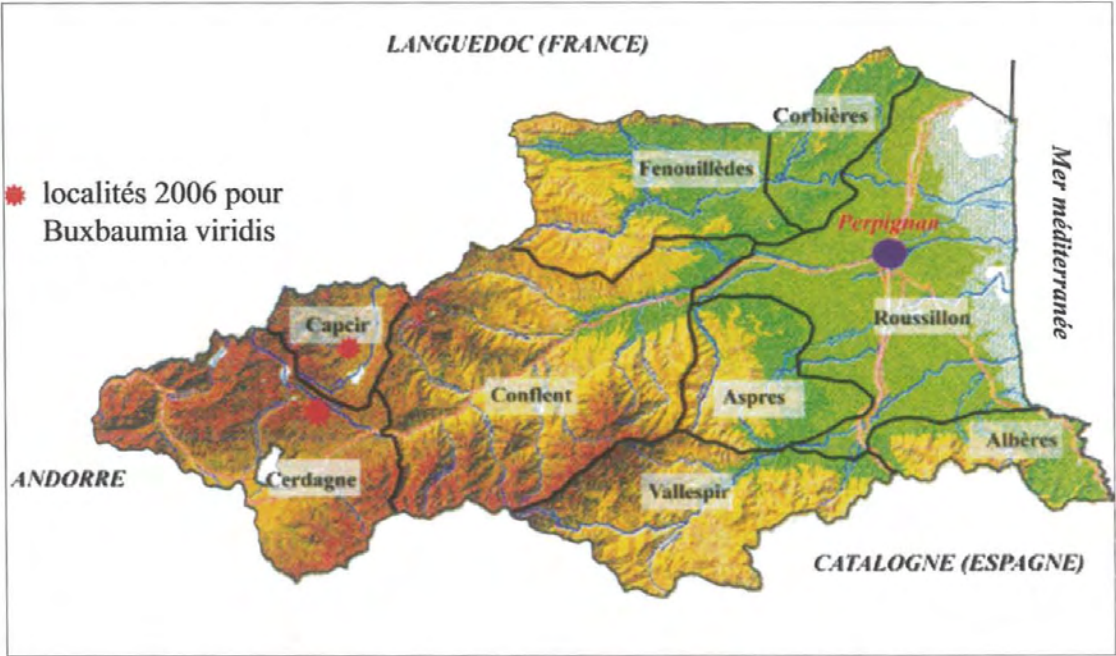 LANGUEDOC (FRANCE)
Corbières
Fenouillèdes
Mer méditerranée
localités 2006 pour
Buxbaumia viridis
Perpignan
Capcir
Roussillon
Conflent
Aspres
Albères
ANDORRE
Cerdagne
Vallespir
CATALOGNE (ESPAGNE)